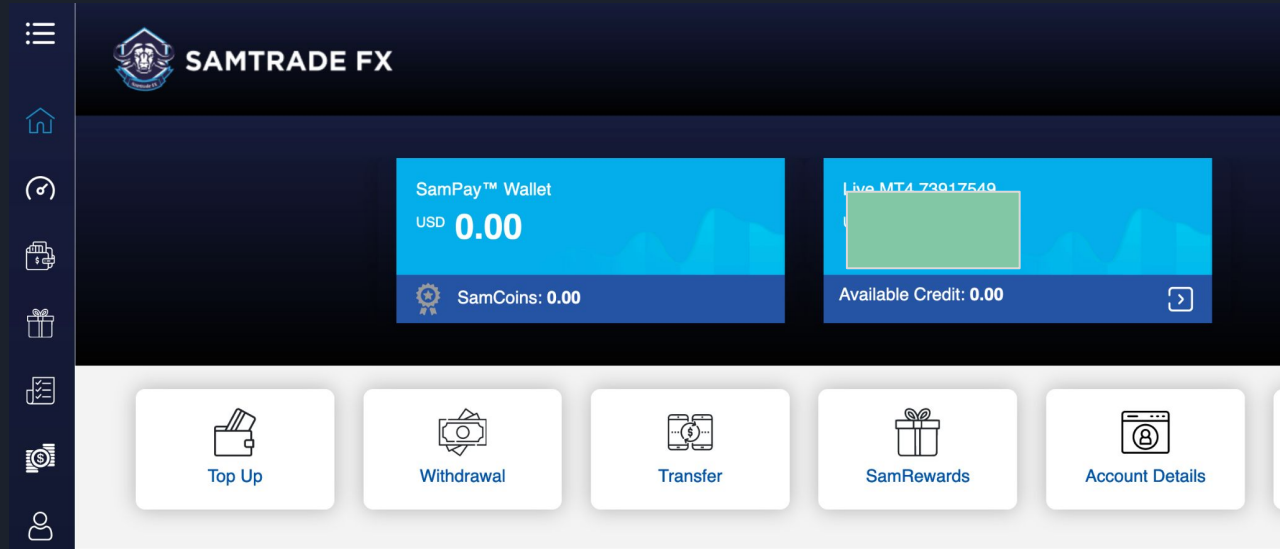 SAMTRADE FX
SamPay™ Wallet
USD 0.00
SamCoins: 0.00
Live MT4 73917549
Available Credit: 0.00
Top Up
Withdrawal
Transfer
SamRewards
Account Details